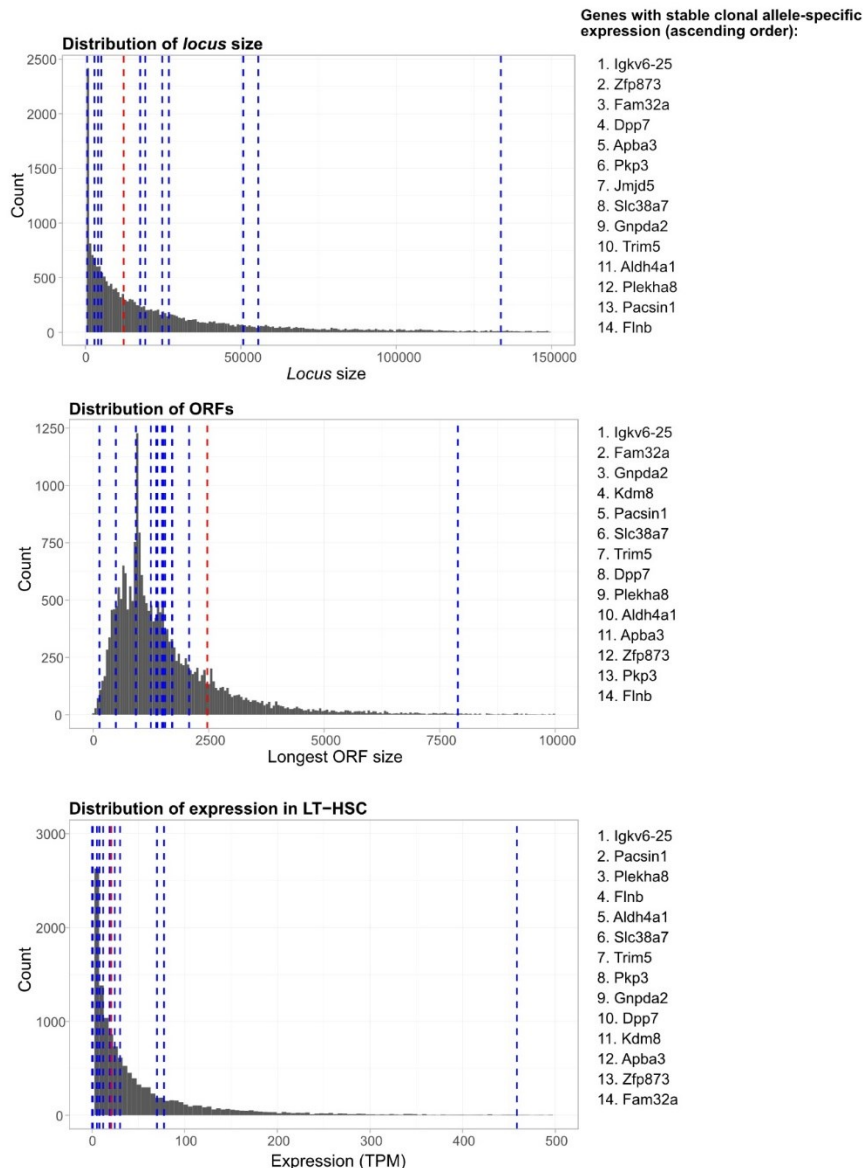 Genes with stable clonal allele-specific
expression (ascending order):
Distribution of locus size
2500
2000
1500
1000
500
0
Count
0
50000
100000
150000
Locus size
1. Igkv6-25
2. Zfp873
3. Fam32a
4. Dpp7
5. Apba3
6. Pkp3
7. Jmjd5
8. Slc38a7
9. Gnpda2
10. Trim5
11. Aldh4a1
12. Plekha8
13. Pacsin1
14. Flnb
Distribution of ORFs
1250
1000
750
500
250
0
Count
0
2500
5000
7500
10000
Longest ORF size
1. Igkv6-25
2. Fam32a
3. Gnpda2
4. Kdm8
5. Pacsin1
6. Slc38a7
7. Trim5
8. Dpp7
9. Plekha8
10. Aldh4a1
11. Apba3
12. Zfp873
13. Pkp3
14. Flnb
Distribution of expression in LT−HSC
3000
2000
1000
0
Count
0
100
200
300
400
500
Expression (TPM)
1. Igkv6-25
2. Pacsin1
3. Plekha8
4. Flnb
5. Aldh4a1
6. Slc38a7
7. Trim5
8. Pkp3
9. Gnpda2
10. Dpp7
11. Kdm8
12. Apba3
13. Zfp873
14. Fam32a